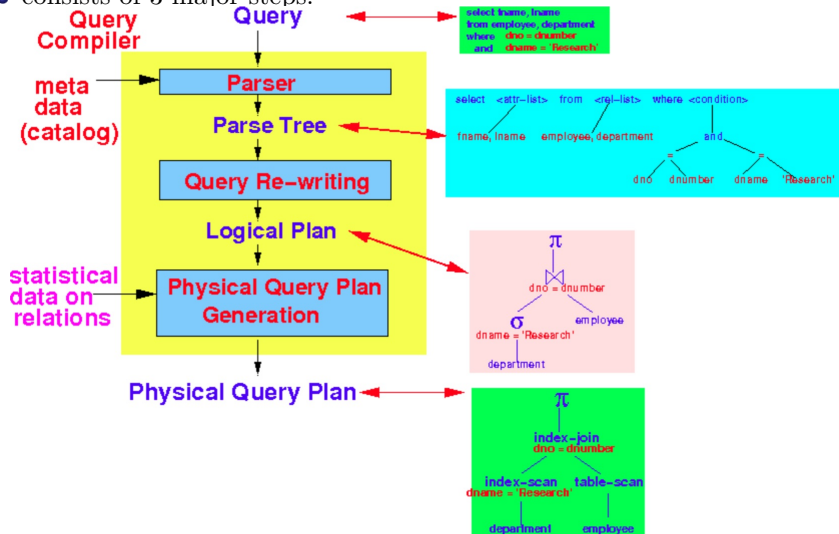 consists of 3 major steps:
Query
Compiler
Query
select fname, lname
from employee, department
where dno = dnumber
and dname = 'Research'
meta
data
(catalog)
Parser
Parse Tree
select <attr-list> from <rel-list> where <condition>
fname, lname employee, department and
= =
dno dnumber dname 'Research'
Query Re-writing
Logical Plan
π
⋈
dno = dnumber
σ employee
dname = 'Research'
department
statistical
data on
relations
Physical Query Plan
Generation
Physical Query Plan
π
index-join
dno = dnumber
index-scan table-scan
dname = 'Research'
department employee